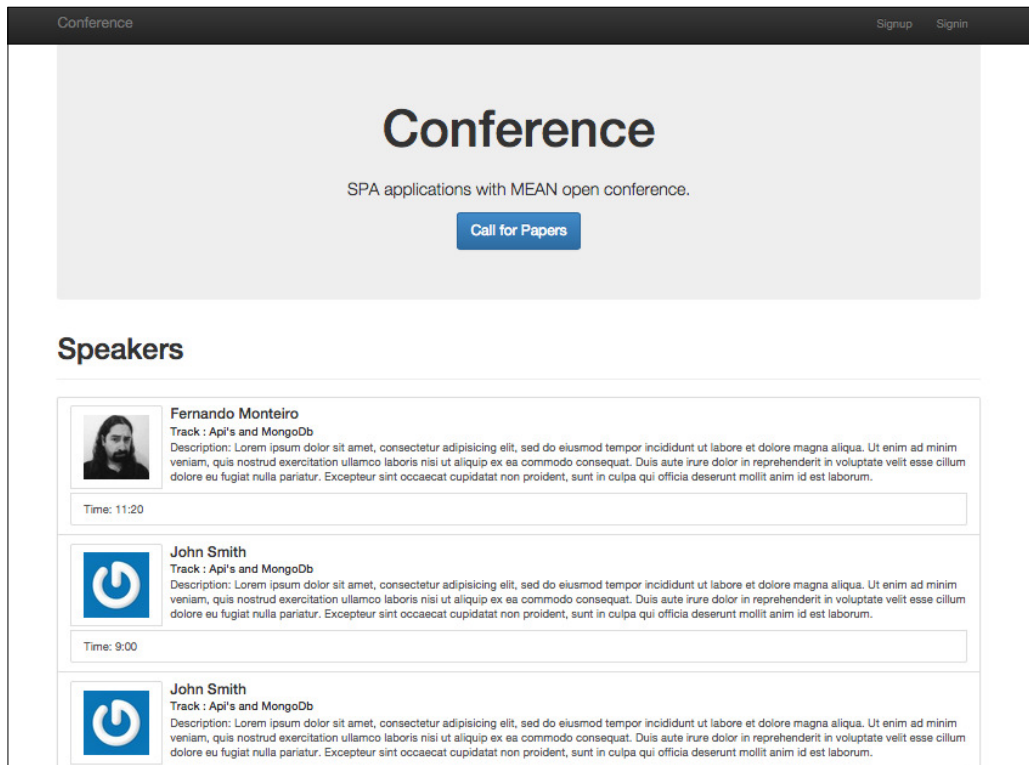 Conference
Signup Signin
Conference
SPA applications with MEAN open conference.
Call for Papers
Speakers
Fernando Monteiro
Track : Api's and MongoDb
Description: Lorem ipsum dolor sit amet, consectetur adipisicing elit, sed do eiusmod tempor incididunt ut labore et dolore magna aliqua. Ut enim ad minim
veniam, quis nostrud exercitation ullamco laboris nisi ut aliquip ex ea commodo consequat. Duis aute irure dolor in reprehenderit in voluptate velit esse cillum
dolore eu fugiat nulla pariatur. Excepteur sint occaecat cupidatat non proident, sunt in culpa qui officia deserunt mollit anim id est laborum.
Time: 11:20
John Smith
Track : Api's and MongoDb
Description: Lorem ipsum dolor sit amet, consectetur adipisicing elit, sed do eiusmod tempor incididunt ut labore et dolore magna aliqua. Ut enim ad minim
veniam, quis nostrud exercitation ullamco laboris nisi ut aliquip ex ea commodo consequat. Duis aute irure dolor in reprehenderit in voluptate velit esse cillum
dolore eu fugiat nulla pariatur. Excepteur sint occaecat cupidatat non proident, sunt in culpa qui officia deserunt mollit anim id est laborum.
Time: 9:00
John Smith
Track : Api's and MongoDb
Description: Lorem ipsum dolor sit amet, consectetur adipisicing elit, sed do eiusmod tempor incididunt ut labore et dolore magna aliqua. Ut enim ad minim
veniam, quis nostrud exercitation ullamco laboris nisi ut aliquip ex ea commodo consequat. Duis aute irure dolor in reprehenderit in voluptate velit esse cillum
dolore eu fugiat nulla pariatur. Excepteur sint occaecat cupidatat non proident, sunt in culpa qui officia deserunt mollit anim id est laborum.